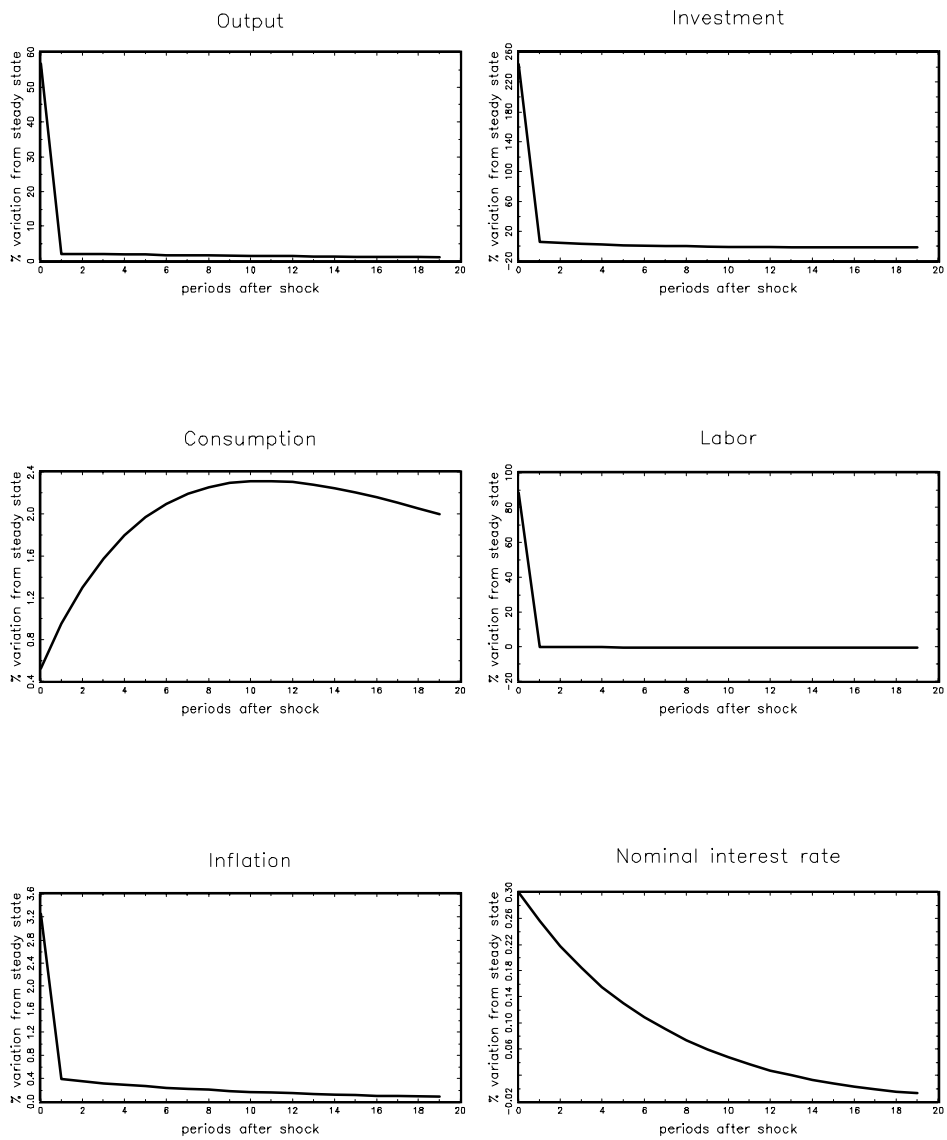 Output
% variation from steady state
0 10 20 30 40 50 60
0 2 4 6 8 10 12 14 16 18 20
periods after shock
Investment
% variation from steady state
-20 20 60 100 140 180 220 260
0 2 4 6 8 10 12 14 16 18 20
periods after shock
Consumption
% variation from steady state
0.4 0.8 1.2 1.6 2.0 2.4
0 2 4 6 8 10 12 14 16 18 20
periods after shock
Labor
% variation from steady state
-20 0 20 40 60 80 100
0 2 4 6 8 10 12 14 16 18 20
periods after shock
Inflation
% variation from steady state
0.0 0.4 0.8 1.2 1.6 2.0 2.4 2.8 3.2 3.6
0 2 4 6 8 10 12 14 16 18 20
periods after shock
Nominal interest rate
% variation from steady state
-0.02 0.06 0.10 0.14 0.18 0.22 0.26 0.30
0 2 4 6 8 10 12 14 16 18 20
periods after shock